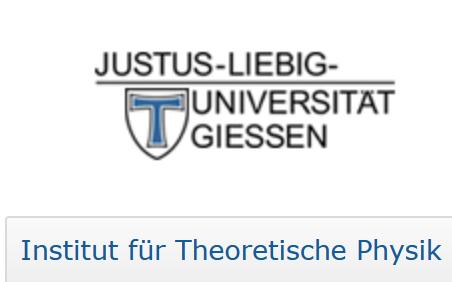 JUSTUS-LIEBIG-
UNIVERSITÄT
GIESSEN
Institut für Theoretische Physik